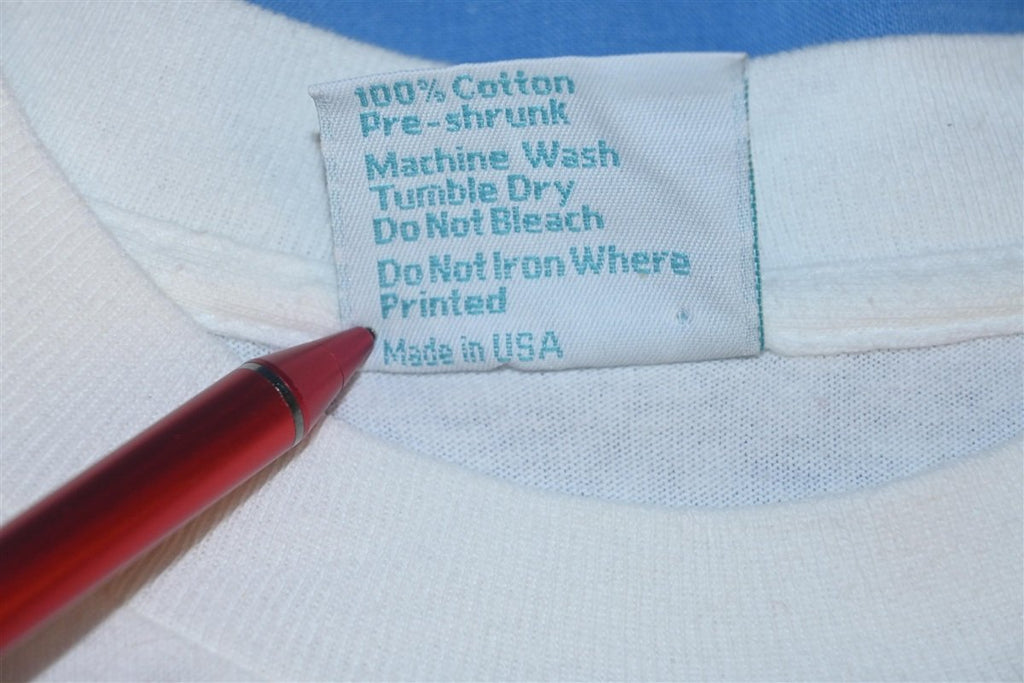 100% Cotton
Pre-shrunk
Machine Wash
Tumble Dry
Do Not Bleach
Do Not Iron Where
Printed
Made in USA